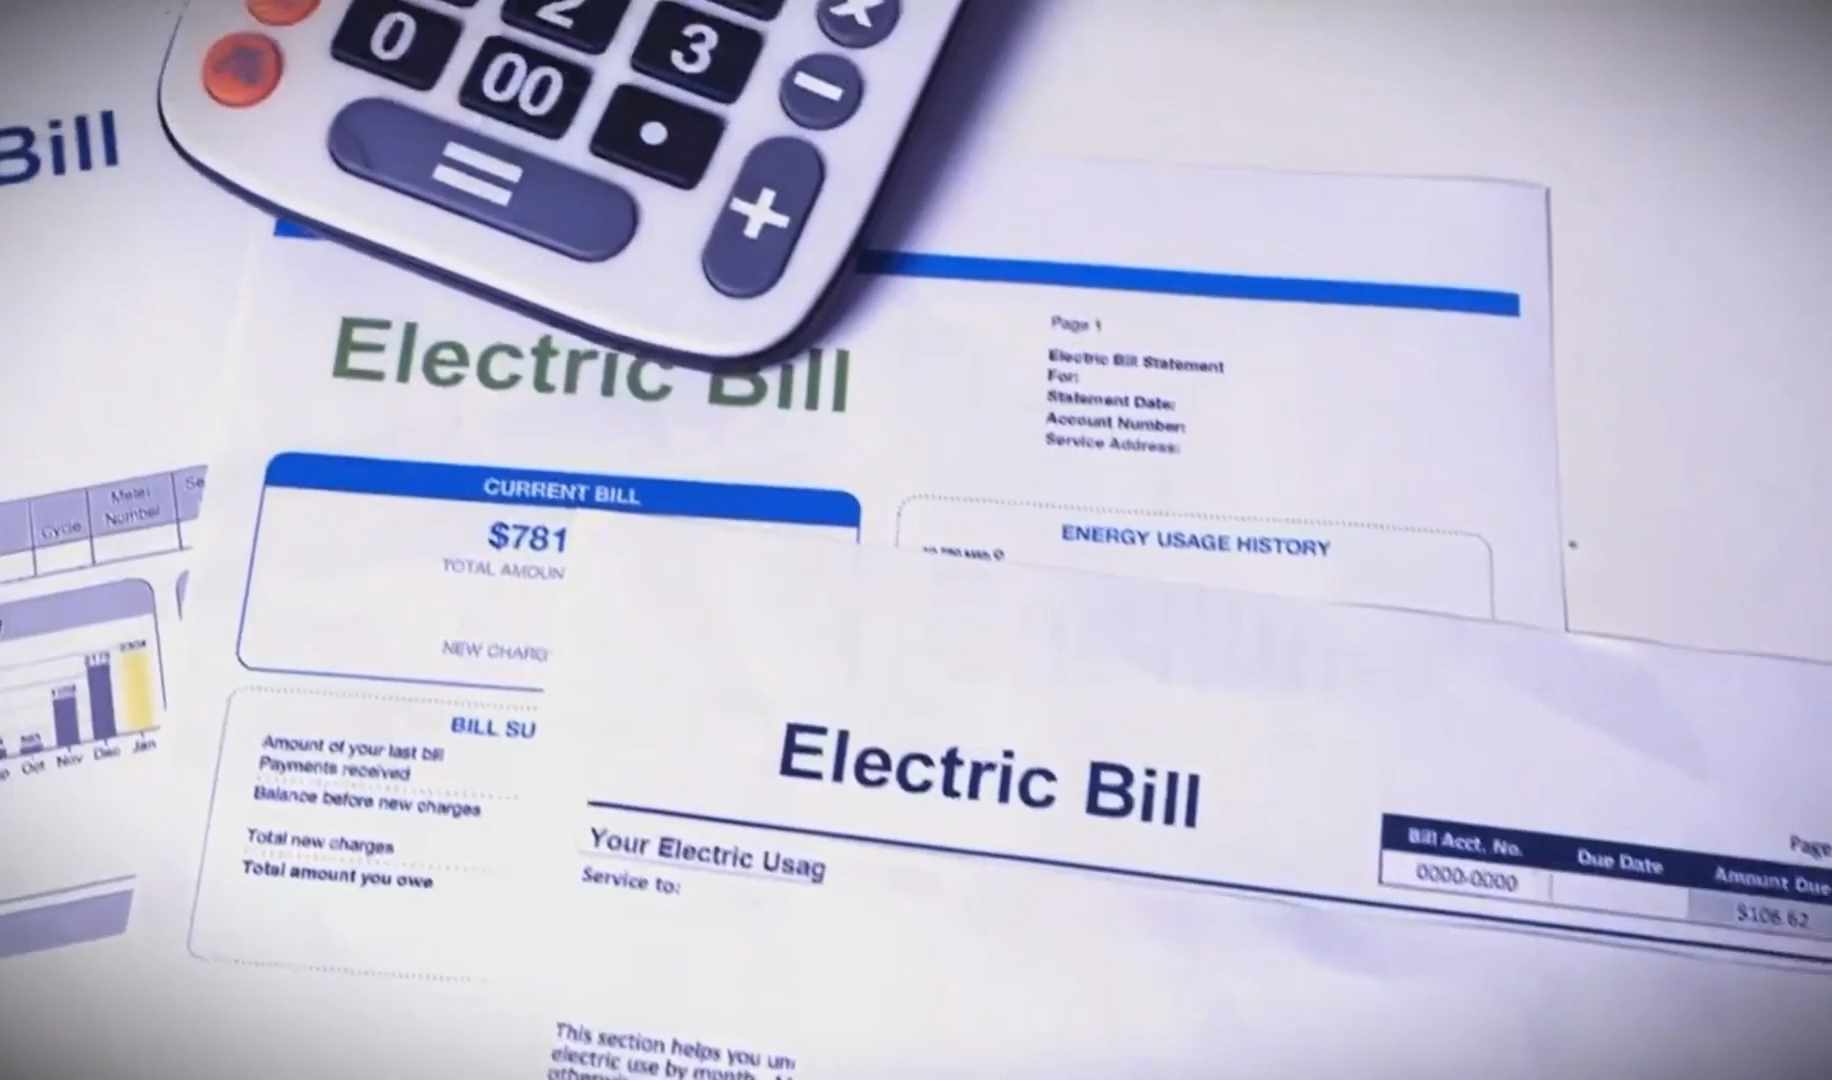 2
0
00
3
×
−
=
+
Bill
Electric Bill
Page 1
Electric Bill Statement
For:
Statement Date:
Account Number:
Service Address:
CURRENT BILL
$781
TOTAL AMOUN
NEW CHARG
ENERGY USAGE HISTORY
BILL SU
Amount of your last bill
Payments received
Balance before new charges
Total new charges
Total amount you owe
Cycle
Meter
Number
Se
Oct Nov Dec Jan
Electric Bill
Your Electric Usag
Service to:
Page
Bill Acct. No. Due Date Amount Due
0000-0000 $106.62
This section helps you un
electric use by month.